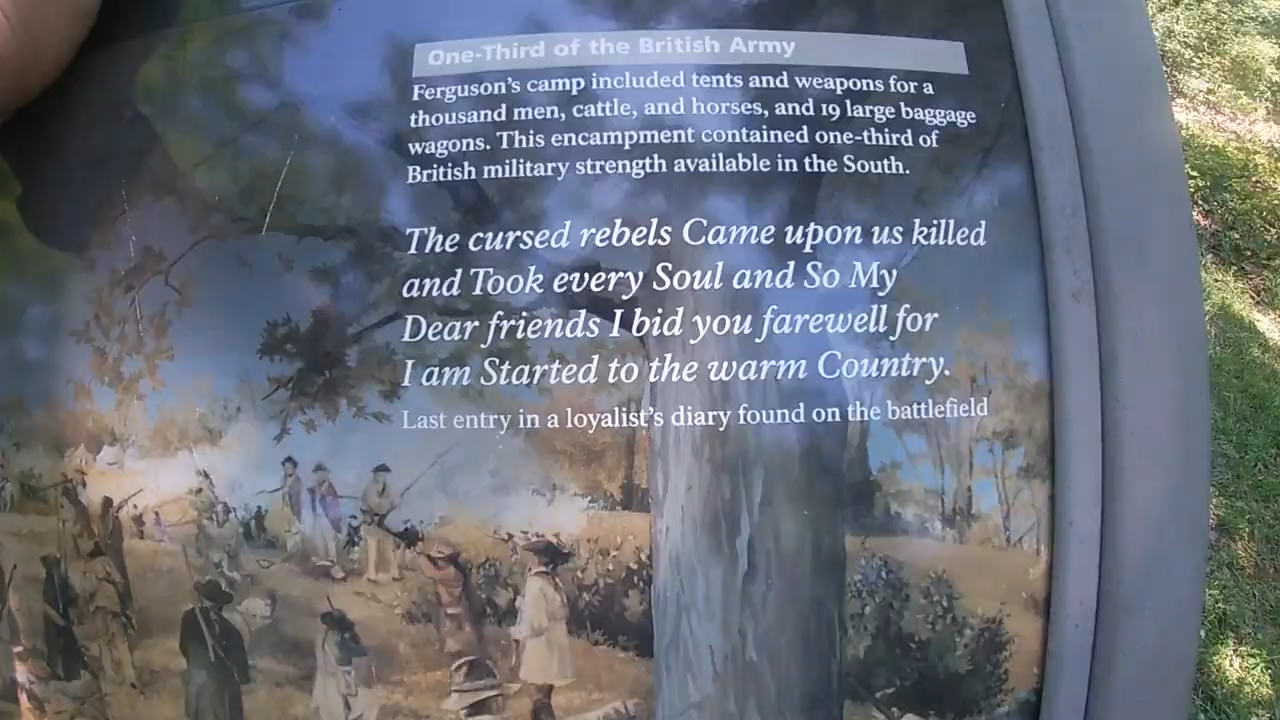 One-Third of the British Army
Ferguson's camp included tents and weapons for a
thousand men, cattle, and horses, and 19 large baggage
wagons. This encampment contained one-third of
British military strength available in the South.
The cursed rebels Came upon us killed
and Took every Soul and So My
Dear friends I bid you farewell for
I am Started to the warm Country.
Last entry in a loyalist's diary found on the battlefield